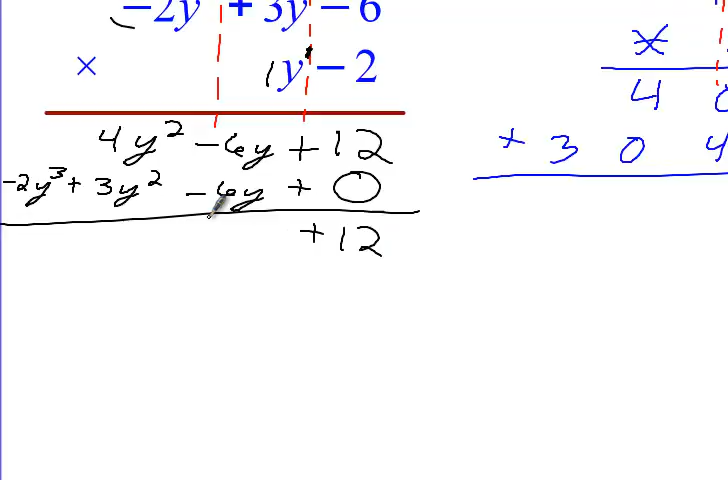 -2y + 3y - 6
× 1y - 2
4y² - 6y + 12
-2y³ + 3y² - 6y + 0
+ 12
4
+ 3 0 4